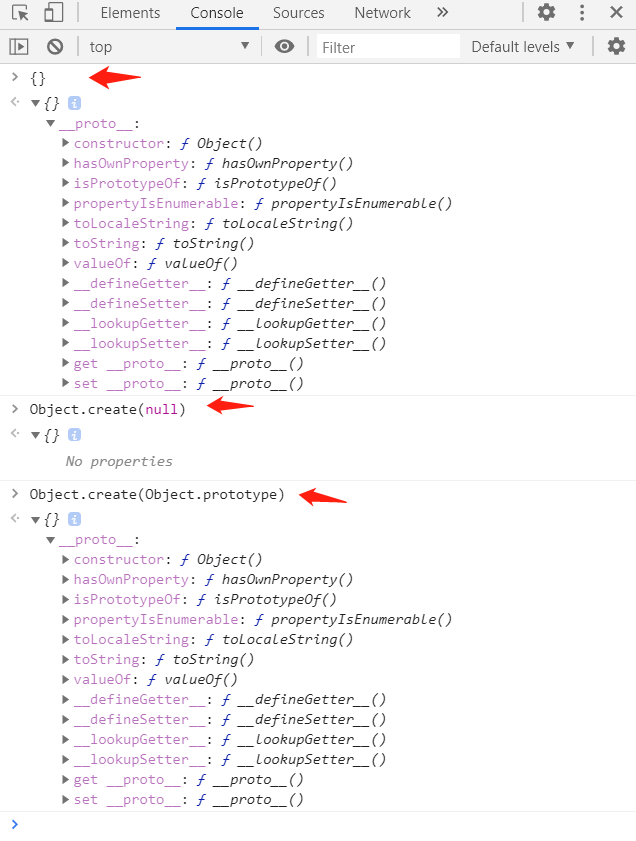 Elements Console Sources Network »
top ▼ Filter Default levels ▼
> {}
▼{} i
▼__proto__:
▶constructor: ƒ Object()
▶hasOwnProperty: ƒ hasOwnProperty()
▶isPrototypeOf: ƒ isPrototypeOf()
▶propertyIsEnumerable: ƒ propertyIsEnumerable()
▶toLocaleString: ƒ toLocaleString()
▶toString: ƒ toString()
▶valueOf: ƒ valueOf()
▶__defineGetter__: ƒ __defineGetter__()
▶__defineSetter__: ƒ __defineSetter__()
▶__lookupGetter__: ƒ __lookupGetter__()
▶__lookupSetter__: ƒ __lookupSetter__()
▶get __proto__: ƒ __proto__()
▶set __proto__: ƒ __proto__()
> Object.create(null)
▼{} i
No properties
> Object.create(Object.prototype)
▼{} i
▼__proto__:
▶constructor: ƒ Object()
▶hasOwnProperty: ƒ hasOwnProperty()
▶isPrototypeOf: ƒ isPrototypeOf()
▶propertyIsEnumerable: ƒ propertyIsEnumerable()
▶toLocaleString: ƒ toLocaleString()
▶toString: ƒ toString()
▶valueOf: ƒ valueOf()
▶__defineGetter__: ƒ __defineGetter__()
▶__defineSetter__: ƒ __defineSetter__()
▶__lookupGetter__: ƒ __lookupGetter__()
▶__lookupSetter__: ƒ __lookupSetter__()
▶get __proto__: ƒ __proto__()
▶set __proto__: ƒ __proto__()
>